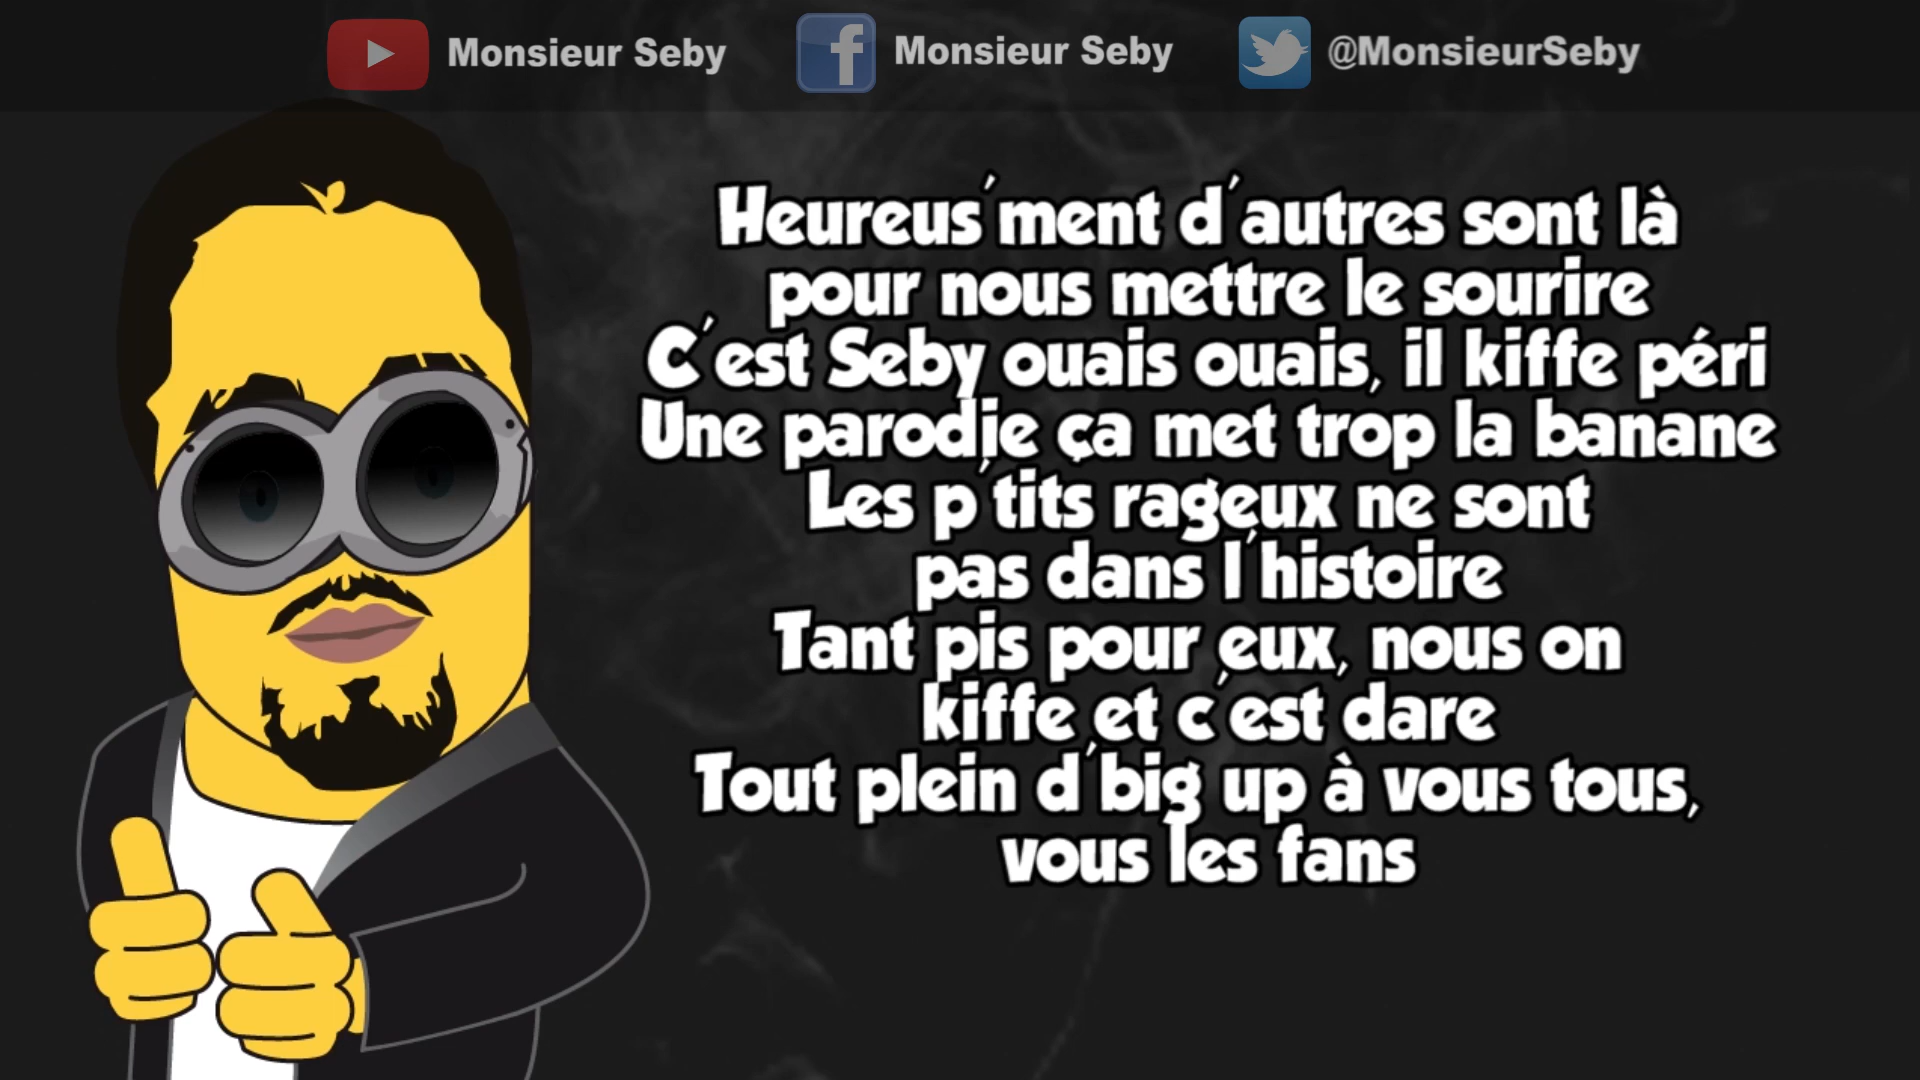 Monsieur Seby Monsieur Seby @MonsieurSeby
Heureus'ment d'autres sont là
pour nous mettre le sourire
C'est Seby ouais ouais, il kiffe péri
Une parodie ça met trop la banane
Les p'tits rageux ne sont
pas dans l'histoire
Tant pis pour eux, nous on
kiffe et c'est dare
Tout plein d'big up à vous tous,
vous les fans